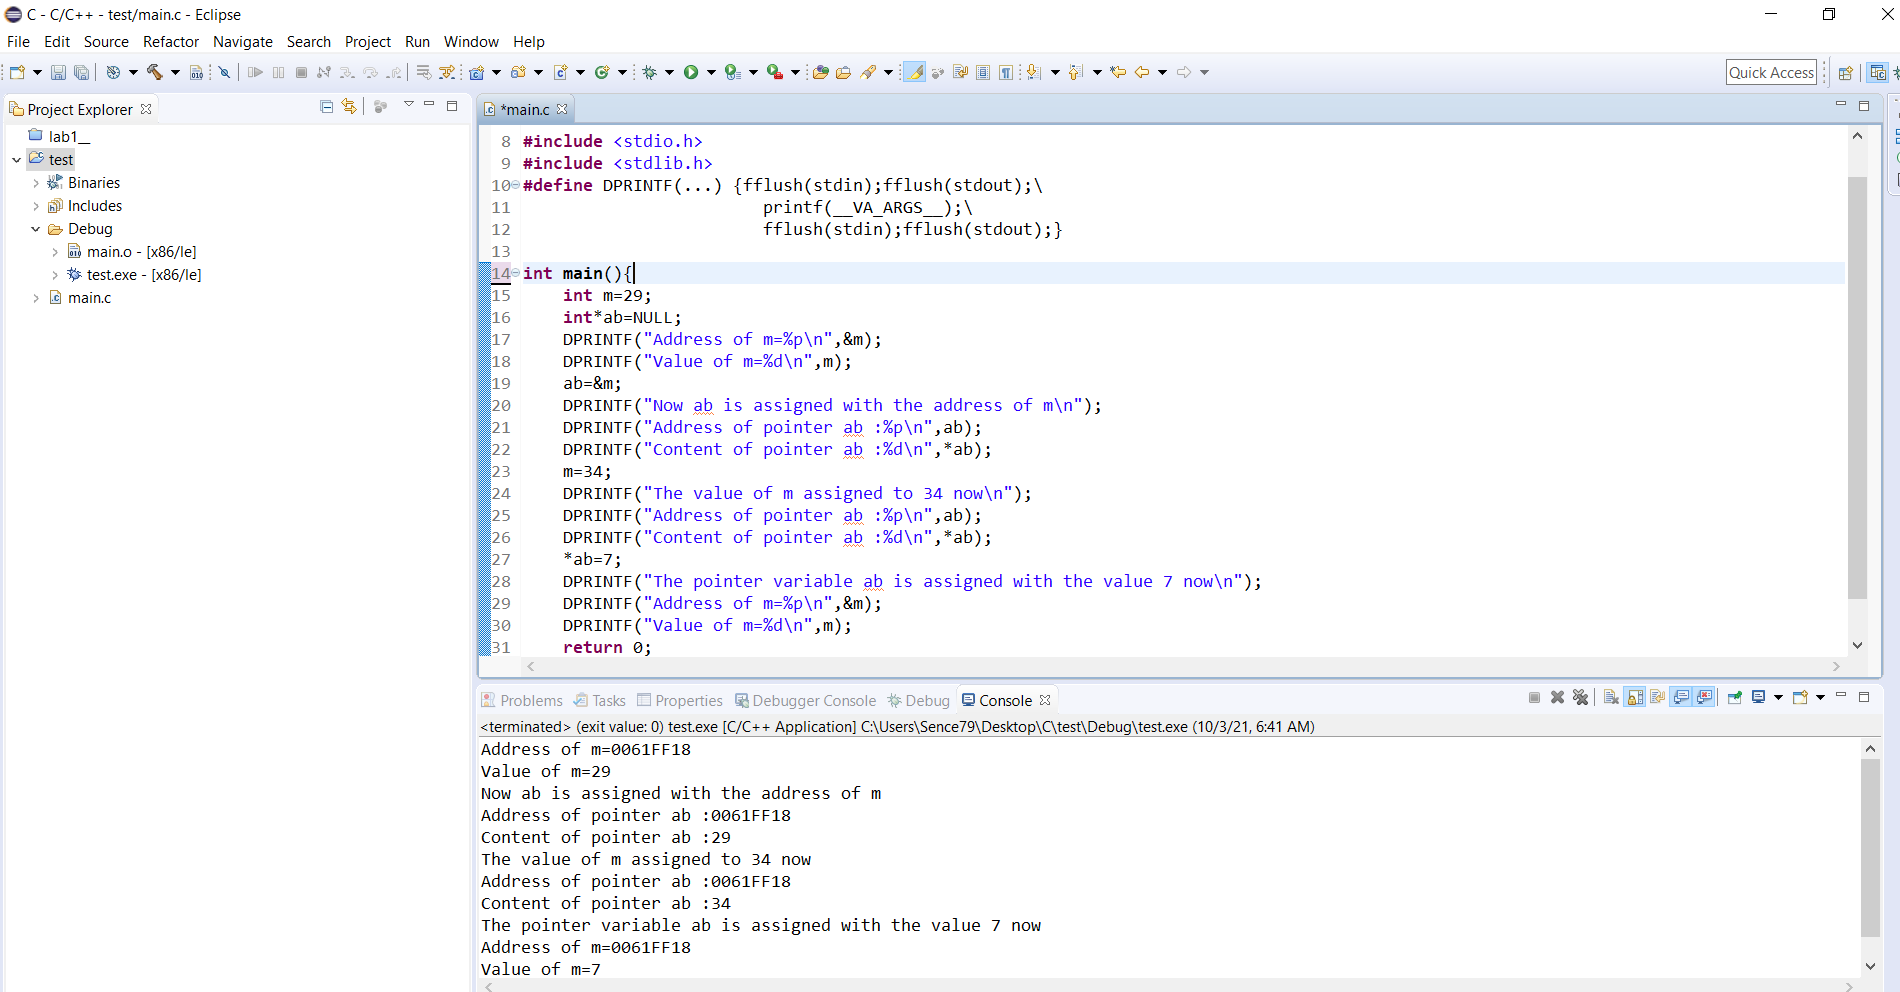 C - C/C++ - test/main.c - Eclipse
File Edit Source Refactor Navigate Search Project Run Window Help
Quick Access
Project Explorer
lab1__
test
Binaries
Includes
Debug
main.o - [x86/le]
test.exe - [x86/le]
main.c
*main.c
8 #include <stdio.h>
9 #include <stdlib.h>
10 #define DPRINTF(...) {fflush(stdin);fflush(stdout);\
11 printf(__VA_ARGS__);\
12 fflush(stdin);fflush(stdout);}
13
14 int main(){
15 int m=29;
16 int*ab=NULL;
17 DPRINTF("Address of m=%p\n",&m);
18 DPRINTF("Value of m=%d\n",m);
19 ab=&m;
20 DPRINTF("Now ab is assigned with the address of m\n");
21 DPRINTF("Address of pointer ab :%p\n",ab);
22 DPRINTF("Content of pointer ab :%d\n",*ab);
23 m=34;
24 DPRINTF("The value of m assigned to 34 now\n");
25 DPRINTF("Address of pointer ab :%p\n",ab);
26 DPRINTF("Content of pointer ab :%d\n",*ab);
27 *ab=7;
28 DPRINTF("The pointer variable ab is assigned with the value 7 now\n");
29 DPRINTF("Address of m=%p\n",&m);
30 DPRINTF("Value of m=%d\n",m);
31 return 0;
Problems Tasks Properties Debugger Console Debug Console
<terminated> (exit value: 0) test.exe [C/C++ Application] C:\Users\Sence79\Desktop\C\test\Debug\test.exe (10/3/21, 6:41 AM)
Address of m=0061FF18
Value of m=29
Now ab is assigned with the address of m
Address of pointer ab :0061FF18
Content of pointer ab :29
The value of m assigned to 34 now
Address of pointer ab :0061FF18
Content of pointer ab :34
The pointer variable ab is assigned with the value 7 now
Address of m=0061FF18
Value of m=7